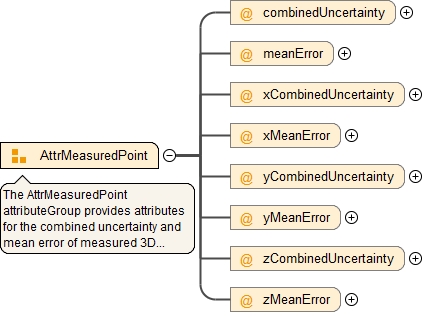 @ combinedUncertainty
@ meanError
@ xCombinedUncertainty
@ xMeanError
AttrMeasuredPoint
@ yCombinedUncertainty
The AttrMeasuredPoint
attributeGroup provides attributes
for the combined uncertainty and
mean error of measured 3D...
@ yMeanError
@ zCombinedUncertainty
@ zMeanError